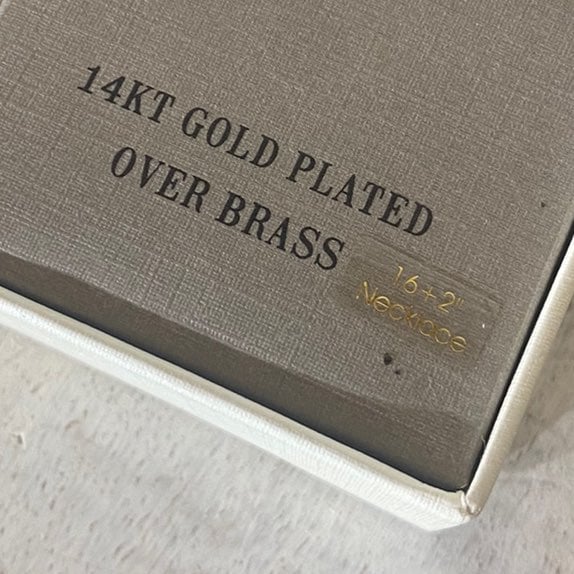 14KT GOLD PLATED
OVER BRASS
16+2"
Necklace